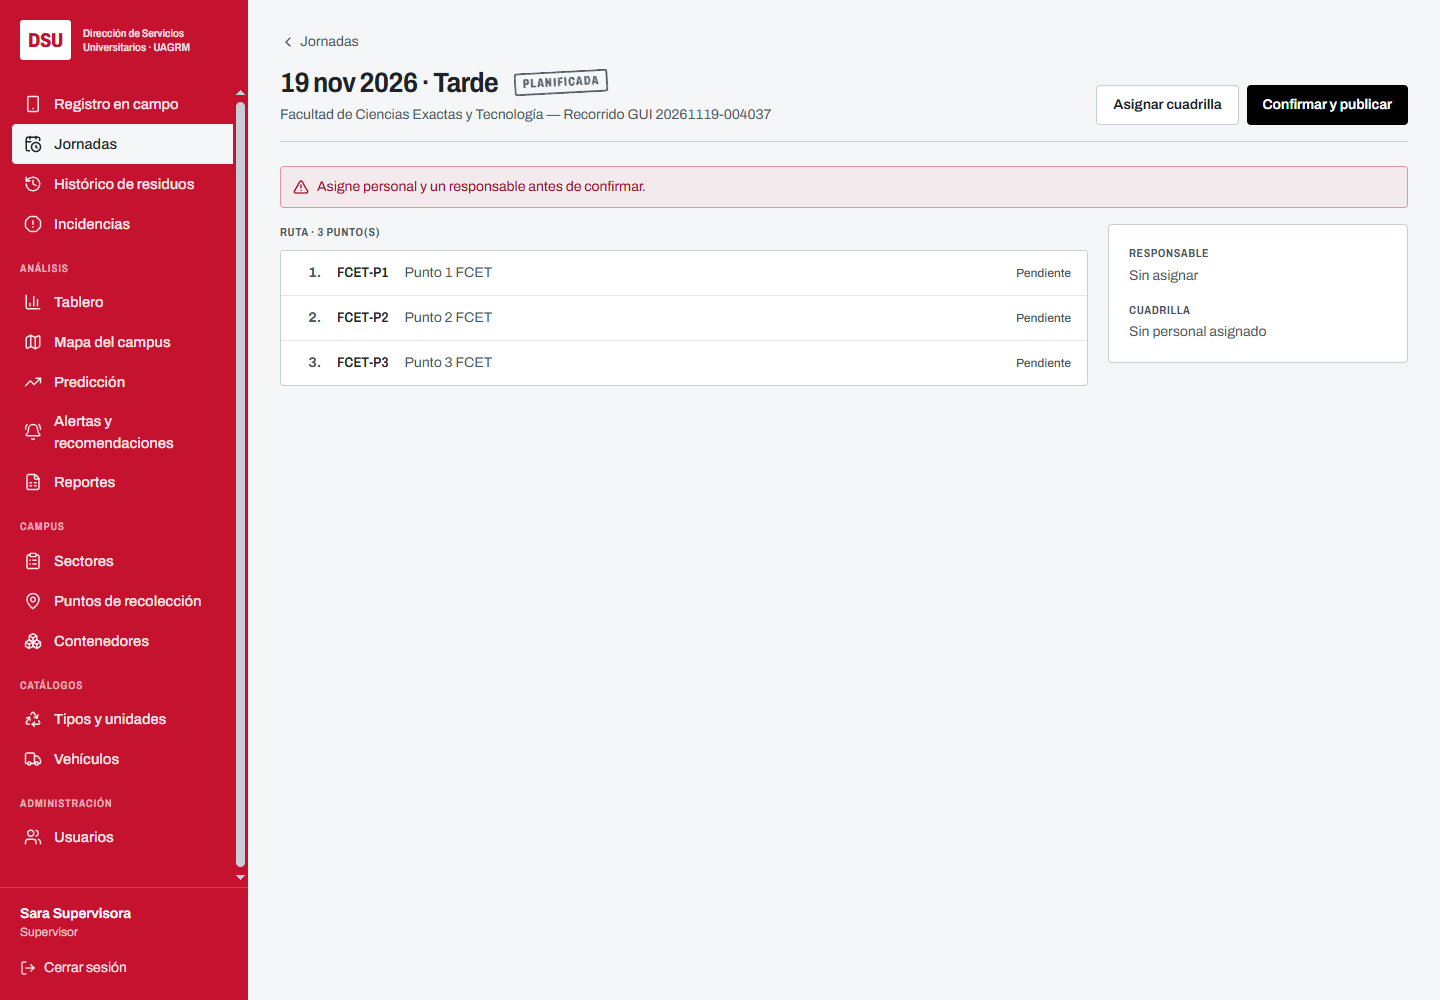 DSU
Dirección de Servicios
Universitarios · UAGRM
Registro en campo
Jornadas
Histórico de residuos
Incidencias
ANÁLISIS
Tablero
Mapa del campus
Predicción
Alertas y
recomendaciones
Reportes
CAMPUS
Sectores
Puntos de recolección
Contenedores
CATÁLOGOS
Tipos y unidades
Vehículos
ADMINISTRACIÓN
Usuarios
Sara Supervisora
Supervisor
Cerrar sesión
Jornadas
19 nov 2026 · Tarde PLANIFICADA
Facultad de Ciencias Exactas y Tecnología — Recorrido GUI 20261119-004037
Asignar cuadrilla
Confirmar y publicar
Asigne personal y un responsable antes de confirmar.
RUTA · 3 PUNTO(S)
1. FCET-P1 Punto 1 FCET Pendiente
2. FCET-P2 Punto 2 FCET Pendiente
3. FCET-P3 Punto 3 FCET Pendiente
RESPONSABLE
Sin asignar
CUADRILLA
Sin personal asignado